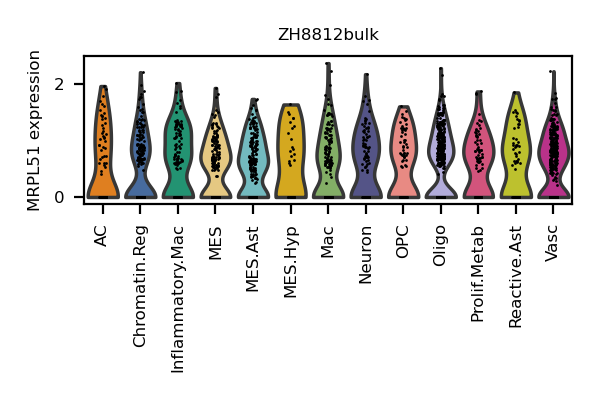 ZH8812bulk
MRPL51 expression
2
0
AC
Chromatin.Reg
Inflammatory.Mac
MES
MES.Ast
MES.Hyp
Mac
Neuron
OPC
Oligo
Prolif.Metab
Reactive.Ast
Vasc